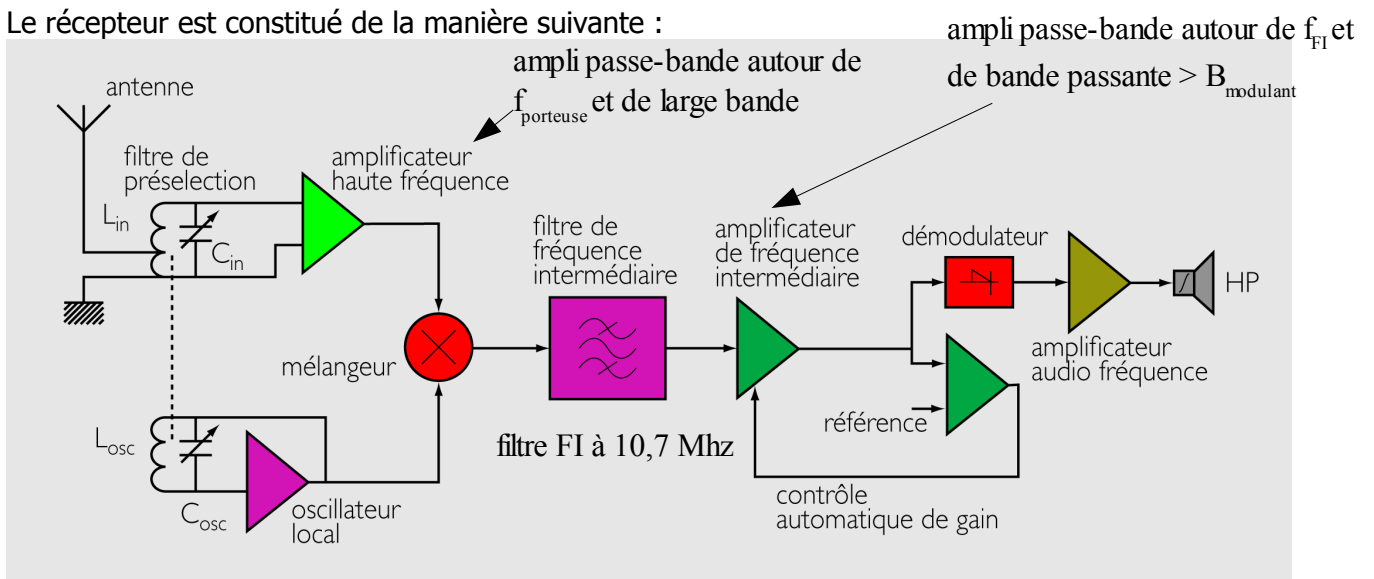 Le récepteur est constitué de la manière suivante :
ampli passe-bande autour de
f_porteuse et de large bande
ampli passe-bande autour de f_FI et
de bande passante > B_modulant
antenne
filtre de
préselection
amplificateur
haute fréquence
L_in
C_in
mélangeur
filtre de
fréquence
intermédiaire
amplificateur
de fréquence
intermédiaire
démodulateur
HP
amplificateur
audio fréquence
référence
filtre FI à 10,7 Mhz
L_osc
C_osc
oscillateur
local
contrôle
automatique de gain